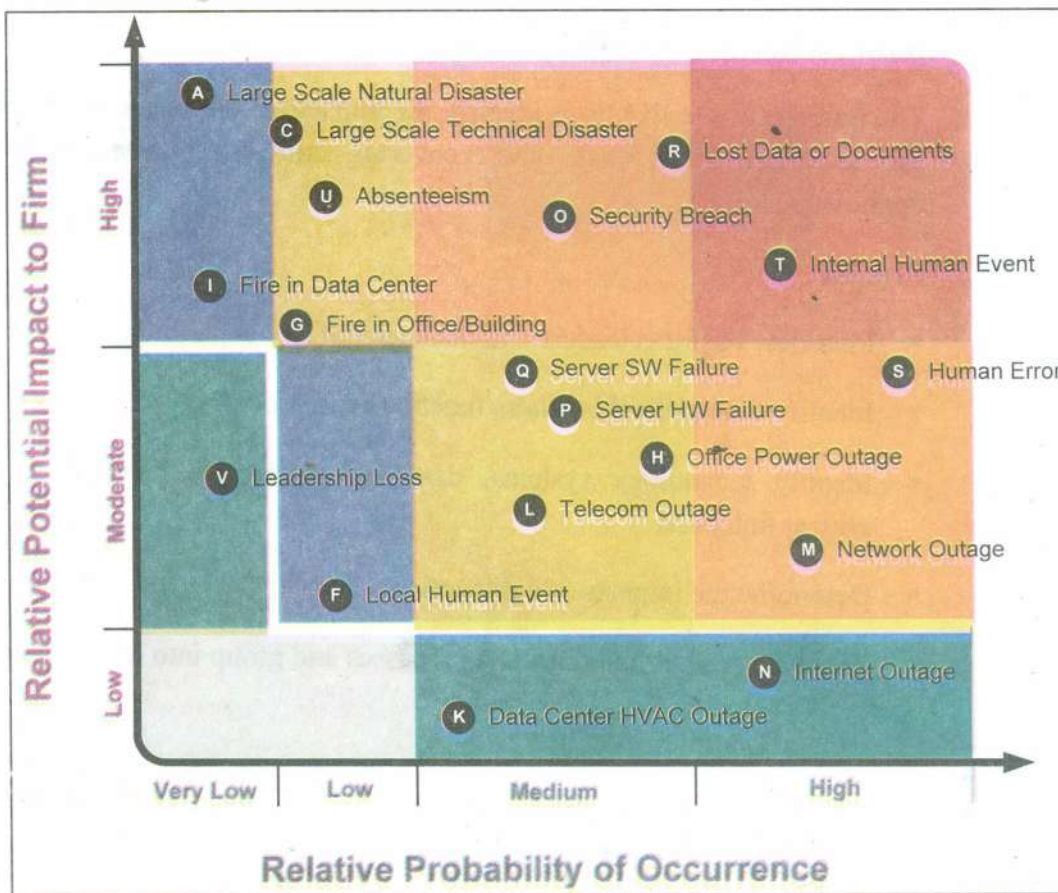 Relative Potential Impact to Firm
High
Moderate
Low
A Large Scale Natural Disaster
C Large Scale Technical Disaster
R Lost Data or Documents
U Absenteeism
O Security Breach
T Internal Human Event
I Fire in Data Center
G Fire in Office/Building
Q Server SW Failure
S Human Error
P Server HW Failure
H Office Power Outage
V Leadership Loss
L Telecom Outage
M Network Outage
F Local Human Event
N Internet Outage
K Data Center HVAC Outage
Very Low
Low
Medium
High
Relative Probability of Occurrence